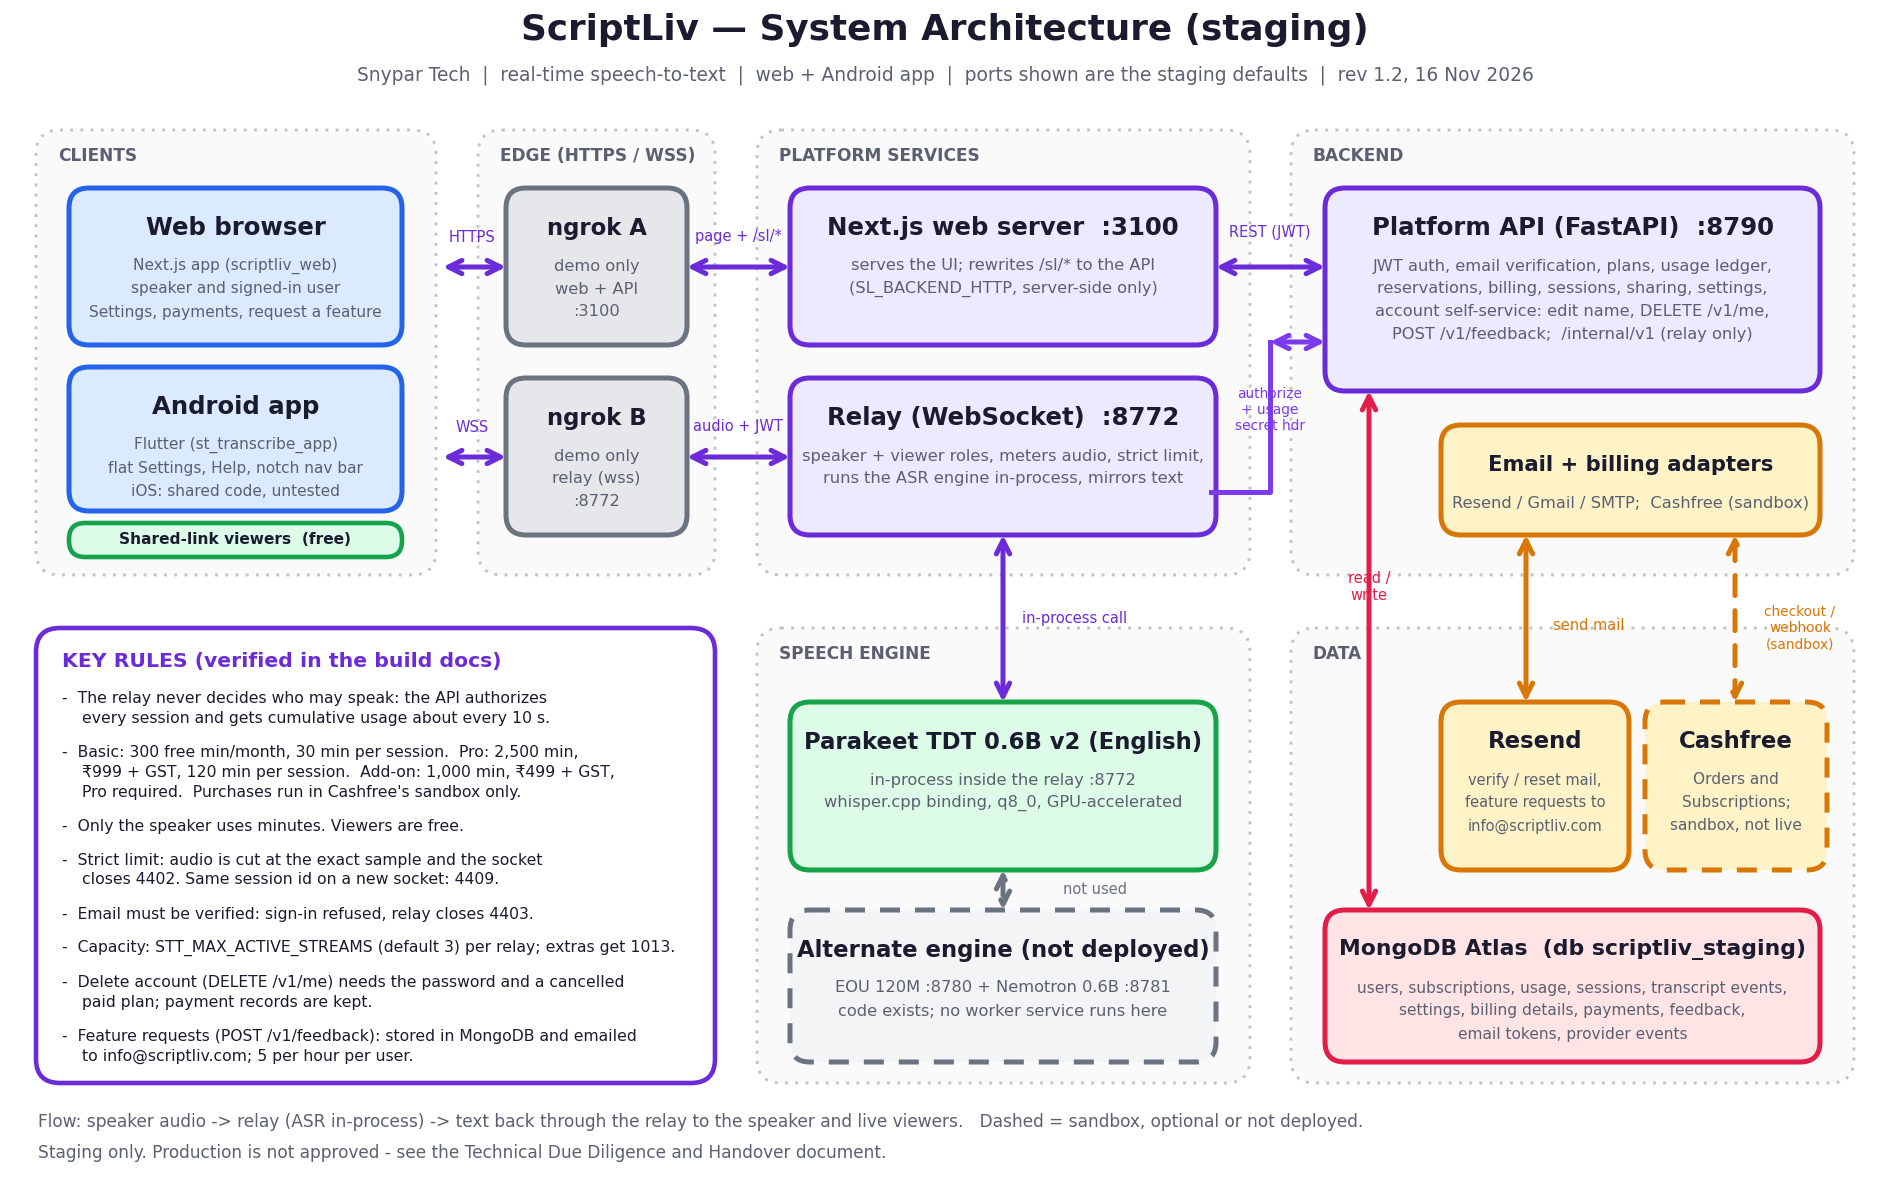 ScriptLiv — System Architecture (staging)
Snypar Tech | real-time speech-to-text | web + Android app | ports shown are the staging defaults | rev 1.2, 16 Nov 2026
CLIENTS
Web browser
Next.js app (scriptliv_web)
speaker and signed-in user
Settings, payments, request a feature
Android app
Flutter (st_transcribe_app)
flat Settings, Help, notch nav bar
iOS: shared code, untested
Shared-link viewers (free)
HTTPS
WSS
EDGE (HTTPS / WSS)
ngrok A
demo only
web + API
:3100
ngrok B
demo only
relay (wss)
:8772
page + /sl/*
audio + JWT
PLATFORM SERVICES
Next.js web server :3100
serves the UI; rewrites /sl/* to the API
(SL_BACKEND_HTTP, server-side only)
Relay (WebSocket) :8772
speaker + viewer roles, meters audio, strict limit,
runs the ASR engine in-process, mirrors text
REST (JWT)
authorize
+ usage
secret hdr
BACKEND
Platform API (FastAPI) :8790
JWT auth, email verification, plans, usage ledger,
reservations, billing, sessions, sharing, settings,
account self-service: edit name, DELETE /v1/me,
POST /v1/feedback; /internal/v1 (relay only)
Email + billing adapters
Resend / Gmail / SMTP; Cashfree (sandbox)
in-process call
read /
write
send mail
checkout /
webhook
(sandbox)
KEY RULES (verified in the build docs)
- The relay never decides who may speak: the API authorizes
every session and gets cumulative usage about every 10 s.
- Basic: 300 free min/month, 30 min per session. Pro: 2,500 min,
₹999 + GST, 120 min per session. Add-on: 1,000 min, ₹499 + GST,
Pro required. Purchases run in Cashfree's sandbox only.
- Only the speaker uses minutes. Viewers are free.
- Strict limit: audio is cut at the exact sample and the socket
closes 4402. Same session id on a new socket: 4409.
- Email must be verified: sign-in refused, relay closes 4403.
- Capacity: STT_MAX_ACTIVE_STREAMS (default 3) per relay; extras get 1013.
- Delete account (DELETE /v1/me) needs the password and a cancelled
paid plan; payment records are kept.
- Feature requests (POST /v1/feedback): stored in MongoDB and emailed
to info@scriptliv.com; 5 per hour per user.
SPEECH ENGINE
Parakeet TDT 0.6B v2 (English)
in-process inside the relay :8772
whisper.cpp binding, q8_0, GPU-accelerated
not used
Alternate engine (not deployed)
EOU 120M :8780 + Nemotron 0.6B :8781
code exists; no worker service runs here
DATA
Resend
verify / reset mail,
feature requests to
info@scriptliv.com
Cashfree
Orders and
Subscriptions;
sandbox, not live
MongoDB Atlas (db scriptliv_staging)
users, subscriptions, usage, sessions, transcript events,
settings, billing details, payments, feedback,
email tokens, provider events
Flow: speaker audio -> relay (ASR in-process) -> text back through the relay to the speaker and live viewers. Dashed = sandbox, optional or not deployed.
Staging only. Production is not approved - see the Technical Due Diligence and Handover document.